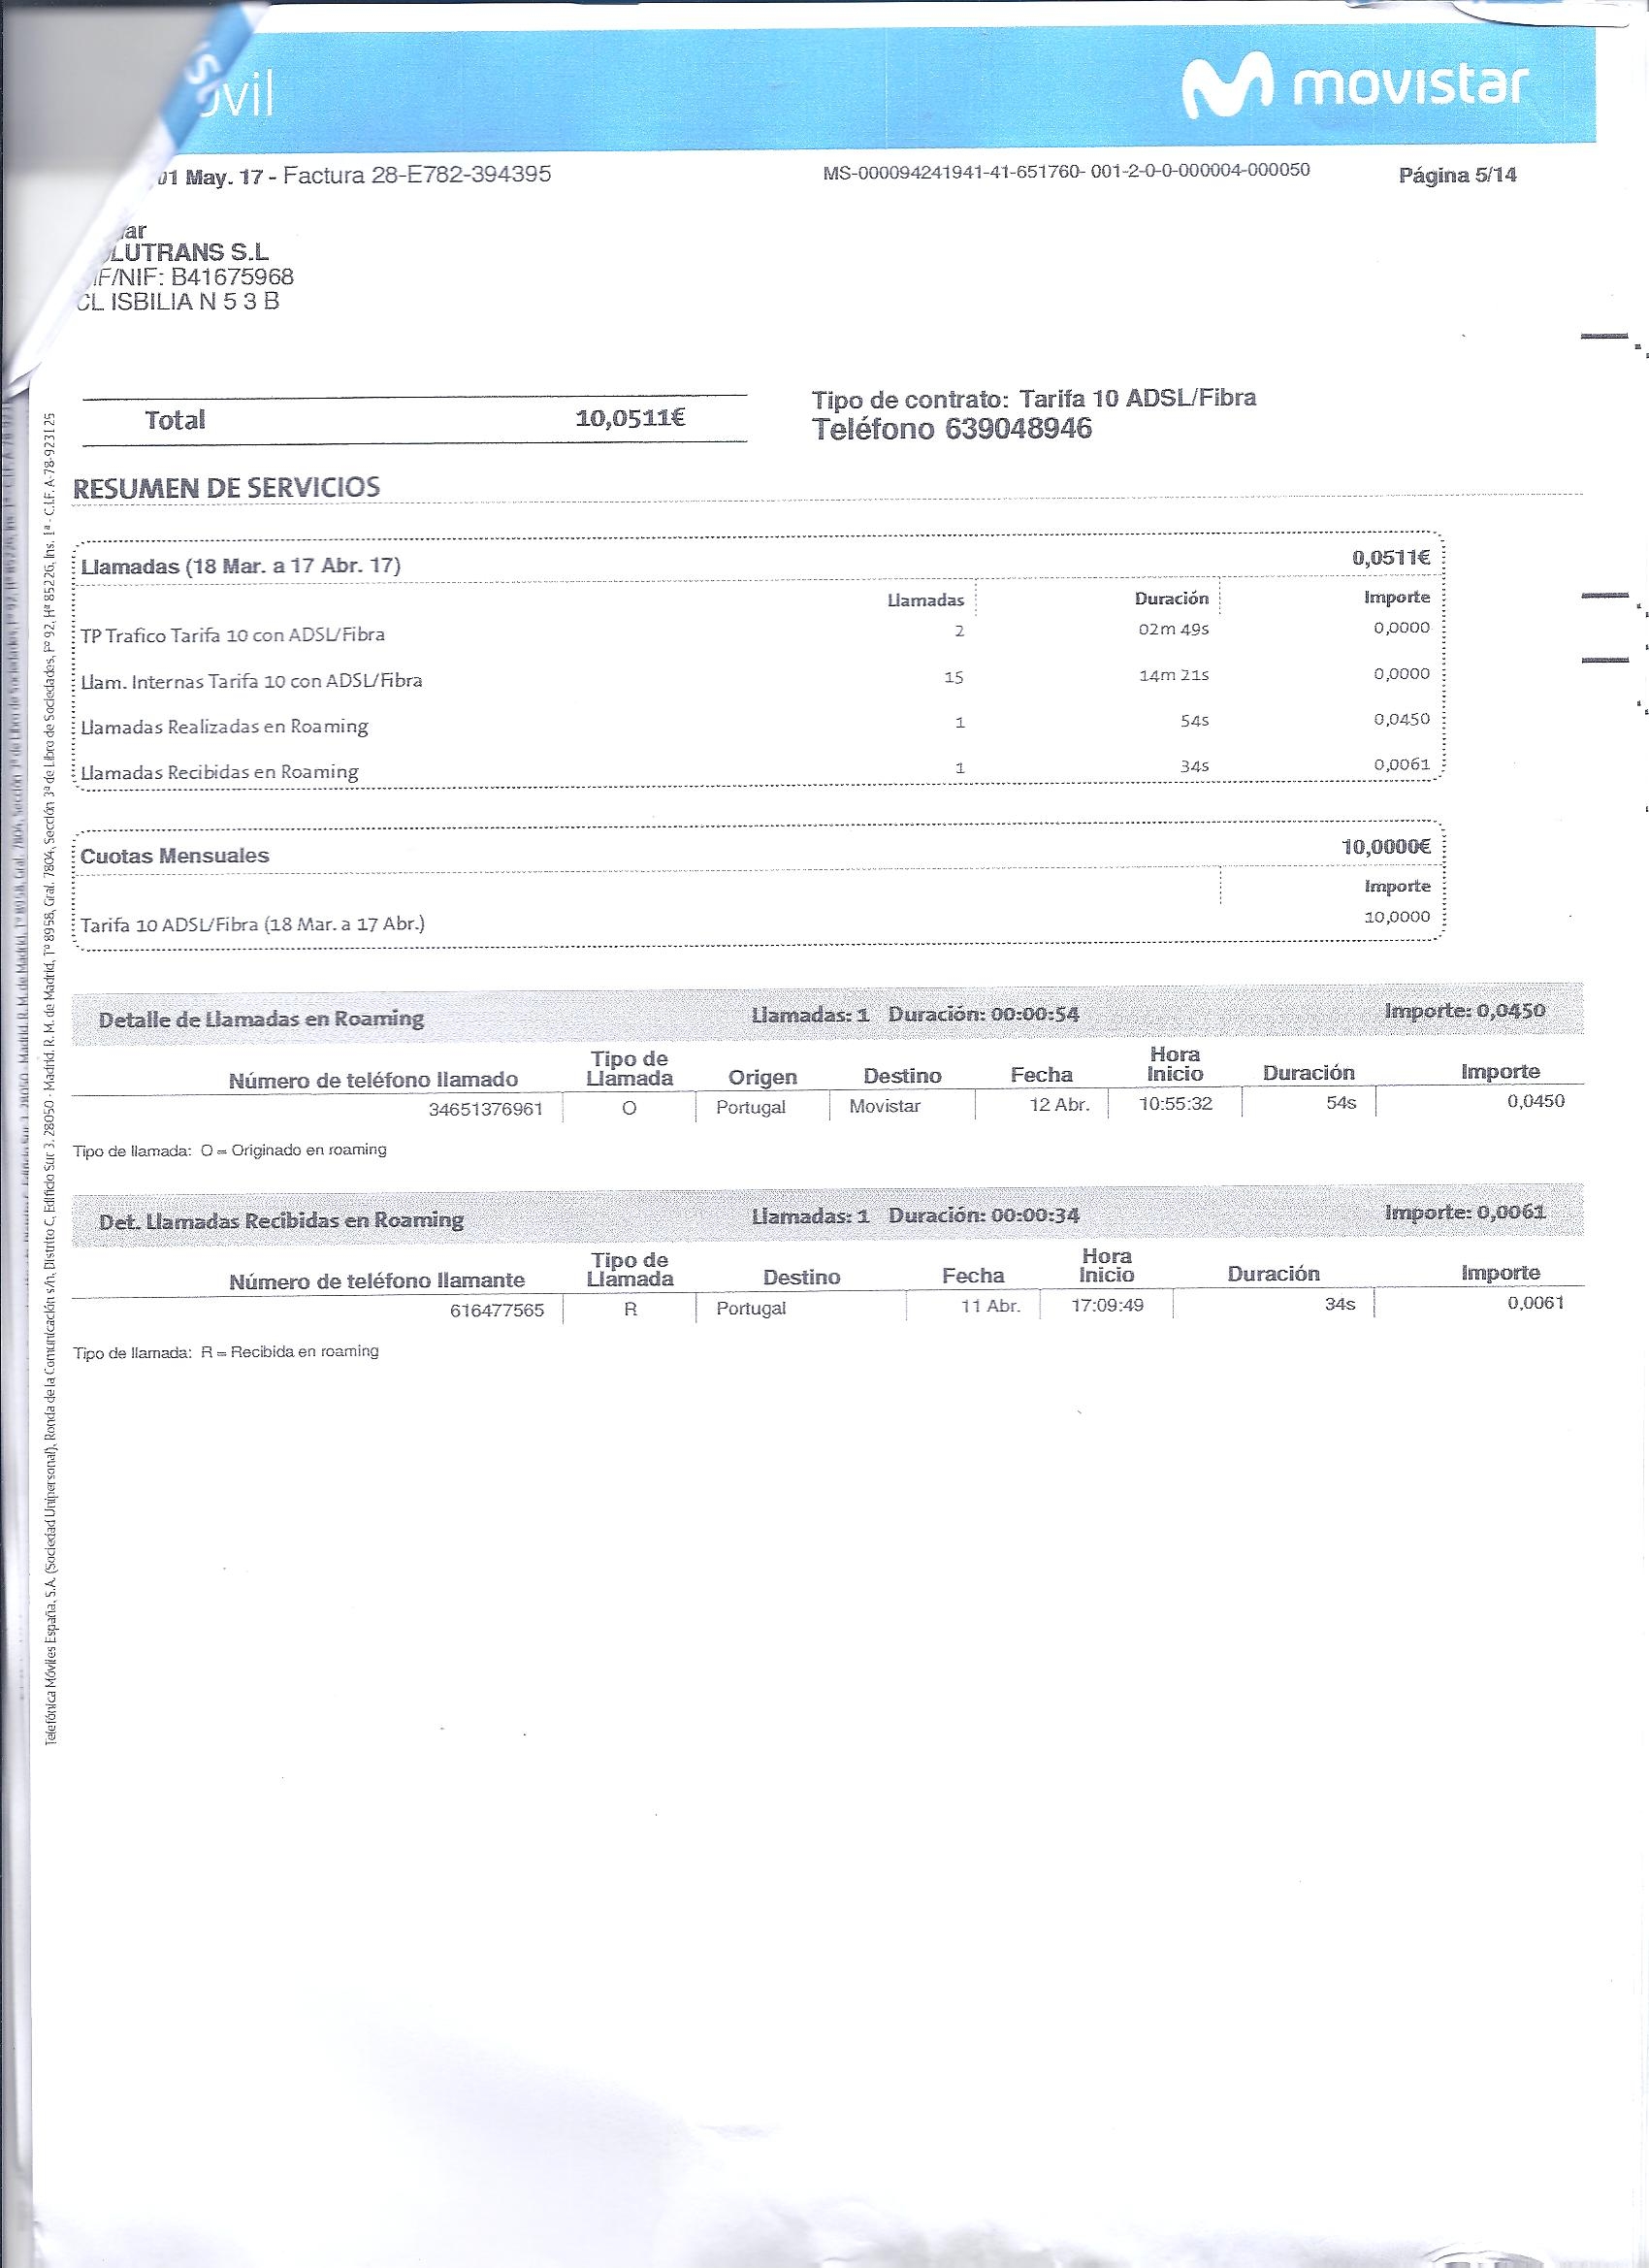 óvil
movistar
01 May. 17 - Factura 28-E782-394395
MS-000094241941-41-651760- 001-2-0-0-000004-000050
Página 5/14
LUTRANS S.L
IF/NIF: B41675968
CL ISBILIA N 5 3 B
Total 10,0511€
Tipo de contrato: Tarifa 10 ADSL/Fibra
Teléfono 639048946
RESUMEN DE SERVICIOS
Llamadas (18 Mar. a 17 Abr. 17) 0,0511€
Llamadas Duración Importe
TP Trafico Tarifa 10 con ADSL/Fibra 2 02m 49s 0,0000
Llam. Internas Tarifa 10 con ADSL/Fibra 15 14m 21s 0,0000
Llamadas Realizadas en Roaming 1 54s 0,0450
Llamadas Recibidas en Roaming 1 34s 0,0061
Cuotas Mensuales 10,0000€
Importe
Tarifa 10 ADSL/Fibra (18 Mar. a 17 Abr.) 10,0000
Detalle de Llamadas en Roaming Llamadas: 1 Duración: 00:00:54 Importe: 0,0450
Número de teléfono llamado Tipo de Llamada Origen Destino Fecha Hora Inicio Duración Importe
34651376961 O Portugal Movistar 12 Abr. 10:55:32 54s 0,0450
Tipo de llamada: O = Originado en roaming
Det. Llamadas Recibidas en Roaming Llamadas: 1 Duración: 00:00:34 Importe: 0,0061
Número de teléfono llamante Tipo de Llamada Destino Fecha Hora Inicio Duración Importe
616477565 R Portugal 11 Abr. 17:09:49 34s 0,0061
Tipo de llamada: R = Recibida en roaming
Telefónica Móviles España, S.A. (Sociedad Unipersonal), Ronda de la Comunicación s/n, Distrito C, Edificio Sur 3, 28050 - Madrid. R. M. de Madrid, Tº 8958, Gral. 7804, Sección 3ª de Libro de Sociedades, Fº 92, Hª 85226, Ins. 1ª - C.I.F. A-78-923125